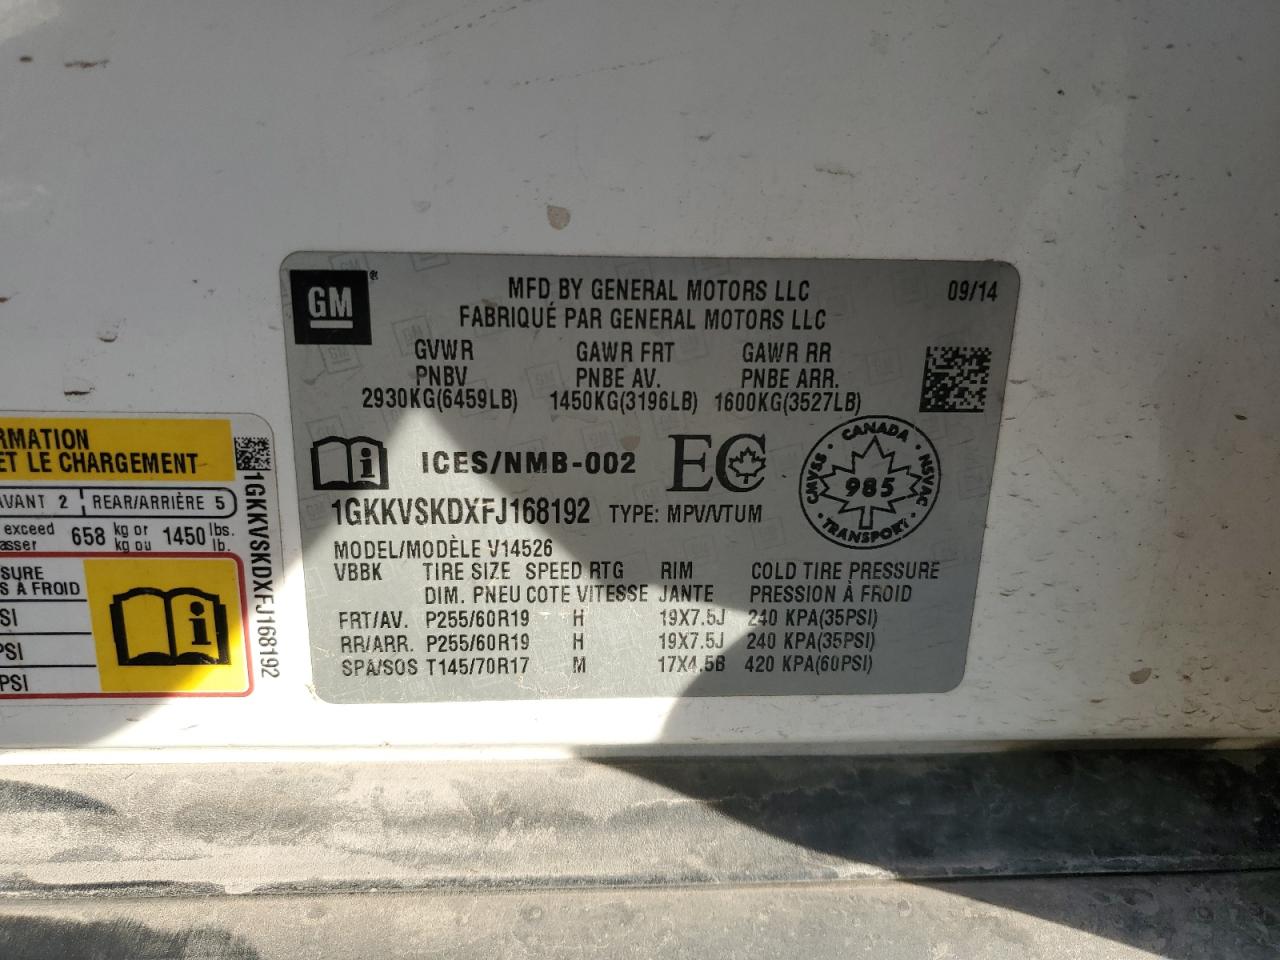 GM
MFD BY GENERAL MOTORS LLC 09/14
FABRIQUÉ PAR GENERAL MOTORS LLC
GVWR GAWR FRT GAWR RR
PNBV PNBE AV. PNBE ARR.
2930KG(6459LB) 1450KG(3196LB) 1600KG(3527LB)
i ICES/NMB-002 EC
CANADA
CMVSS 985 NSVAC
TRANSPORT
1GKKVSKDXFJ168192 TYPE: MPV/VTUM
MODEL/MODÈLE V14526
VBBK TIRE SIZE SPEED RTG RIM COLD TIRE PRESSURE
DIM. PNEU COTE VITESSE JANTE PRESSION À FROID
FRT/AV. P255/60R19 H 19X7.5J 240 KPA(35PSI)
RR/ARR. P255/60R19 H 19X7.5J 240 KPA(35PSI)
SPA/SOS T145/70R17 M 17X4.5B 420 KPA(60PSI)
RMATION
ET LE CHARGEMENT
AVANT 2 REAR/ARRIÈRE 5
exceed 658 kg or 1450 lbs.
asser kg ou lb.
SURE
S À FROID
SI
PSI
PSI
i
1GKKVSKDXFJ168192